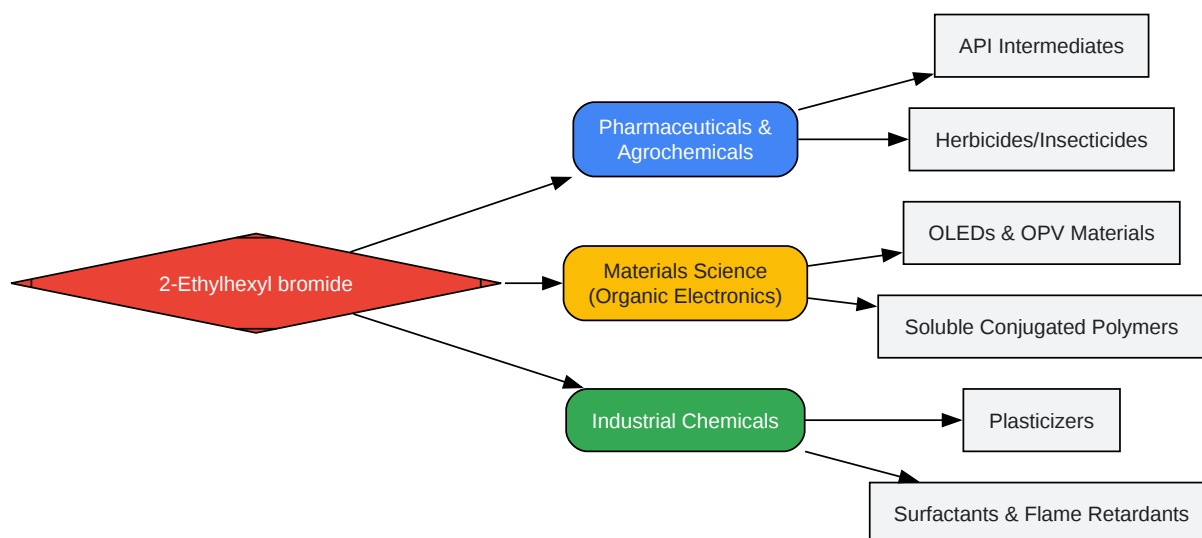 2-Ethylhexyl bromide
Pharmaceuticals &
Agrochemicals
API Intermediates
Herbicides/Insecticides
Materials Science
(Organic Electronics)
OLEDs & OPV Materials
Soluble Conjugated Polymers
Industrial Chemicals
Plasticizers
Surfactants & Flame Retardants